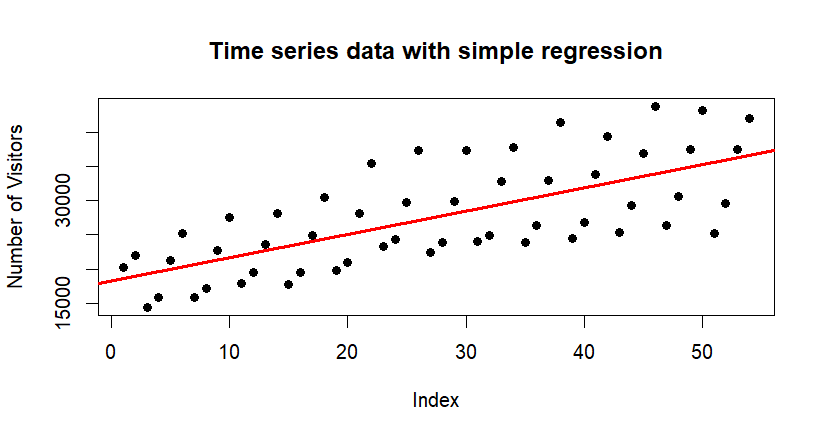 Time series data with simple regression
Number of Visitors
30000
15000
0 10 20 30 40 50
Index